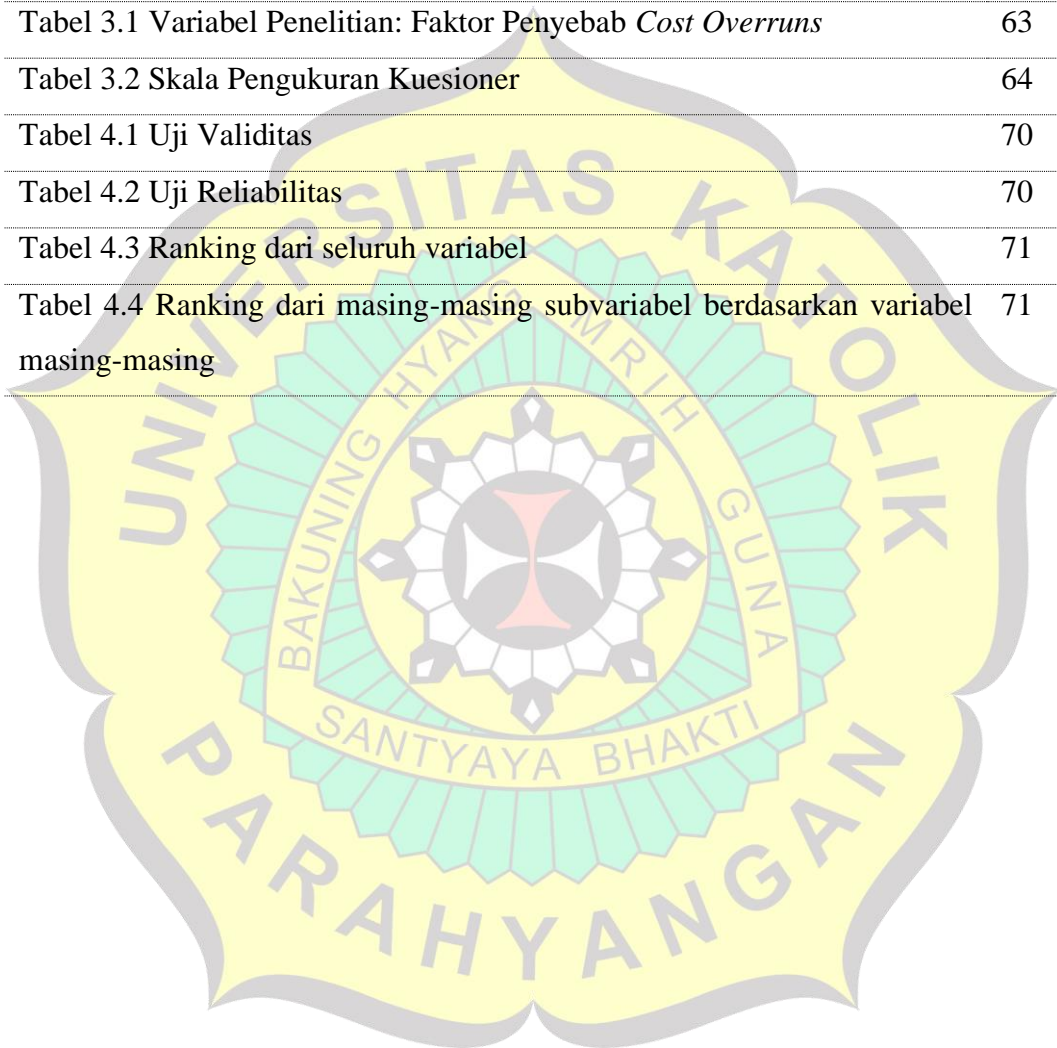 Tabel 3.1 Variabel Penelitian: Faktor Penyebab Cost Overruns 63
Tabel 3.2 Skala Pengukuran Kuesioner 64
Tabel 4.1 Uji Validitas 70
Tabel 4.2 Uji Reliabilitas 70
Tabel 4.3 Ranking dari seluruh variabel 71
Tabel 4.4 Ranking dari masing-masing subvariabel berdasarkan variabel 71
masing-masing
UNIVERSITAS KATOLIK
PARAHYANGAN
BAKUNING HYANG MRIH GUNA
SANTYAYA BHAKTI